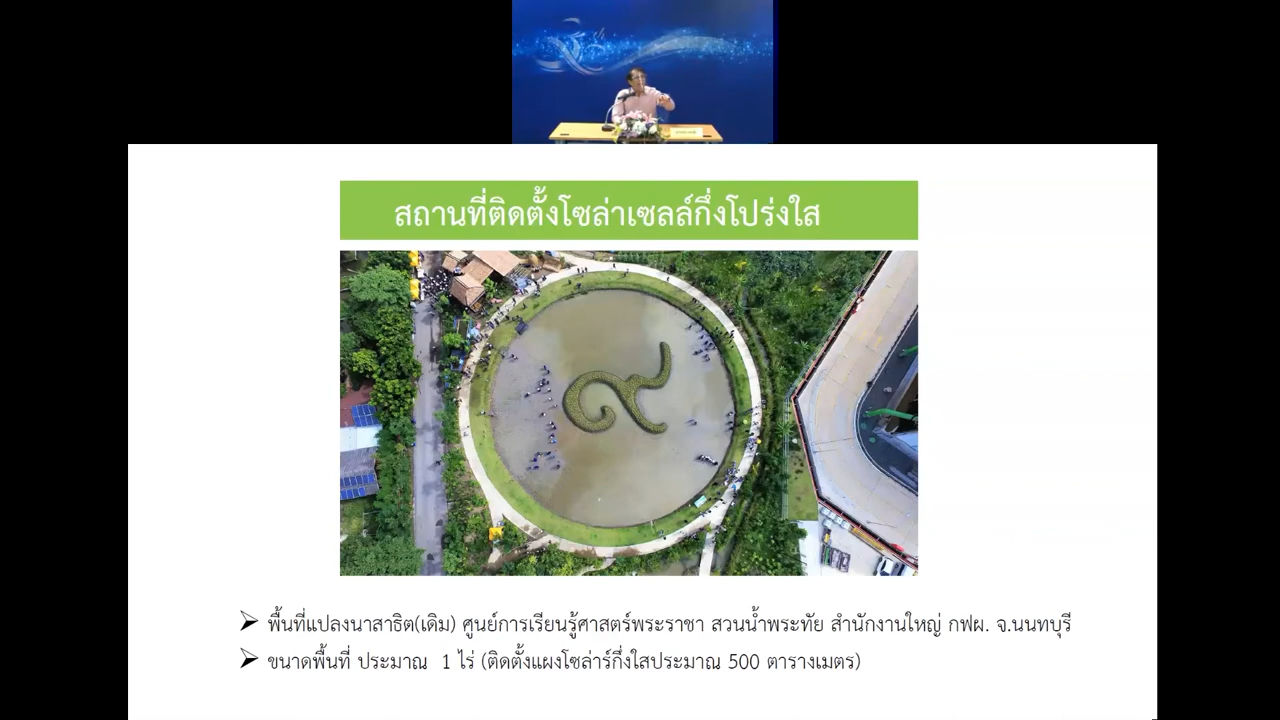 สถานที่ติดตั้งโซล่าเซลล์กึ่งโปร่งใส
๙
พื้นที่แปลงนาสาธิต(เดิม) ศูนย์การเรียนรู้ศาสตร์พระราชา สวนน้ำพระทัย สำนักงานใหญ่ กฟผ. จ.นนทบุรี
ขนาดพื้นที่ ประมาณ 1 ไร่ (ติดตั้งแผงโซล่าร์กึ่งใสประมาณ 500 ตารางเมตร)